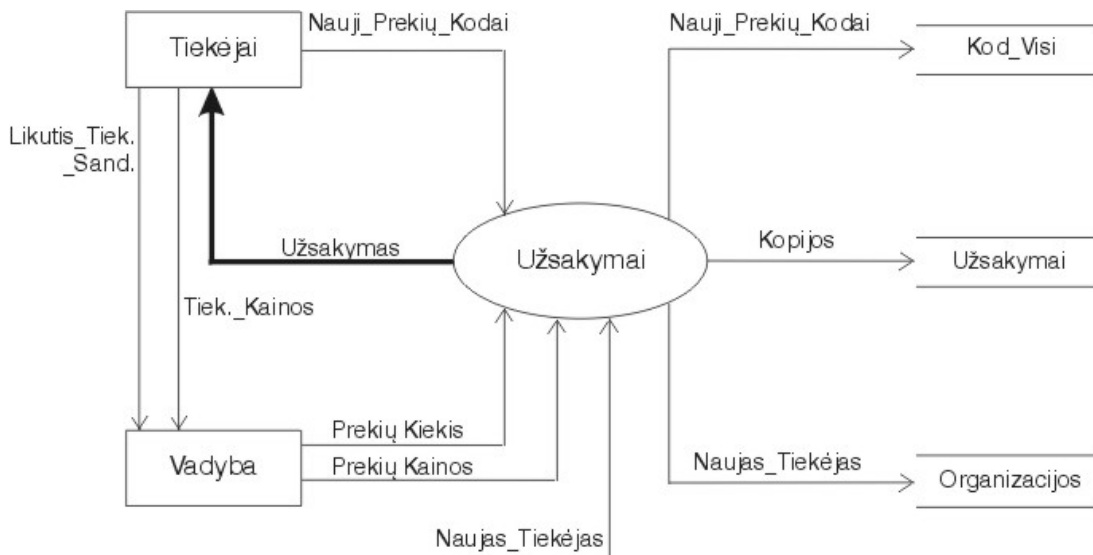 Nauji_Prekių_Kodai
Nauji_Prekių_Kodai
Tiekėjai
Kod_Visi
Likutis_Tiek.
_Sand.
Užsakymas
Užsakymai
Kopijos
Užsakymai
Tiek._Kainos
Prekių Kiekis
Vadyba
Prekių Kainos
Naujas_Tiekėjas
Organizacijos
Naujas_Tiekėjas